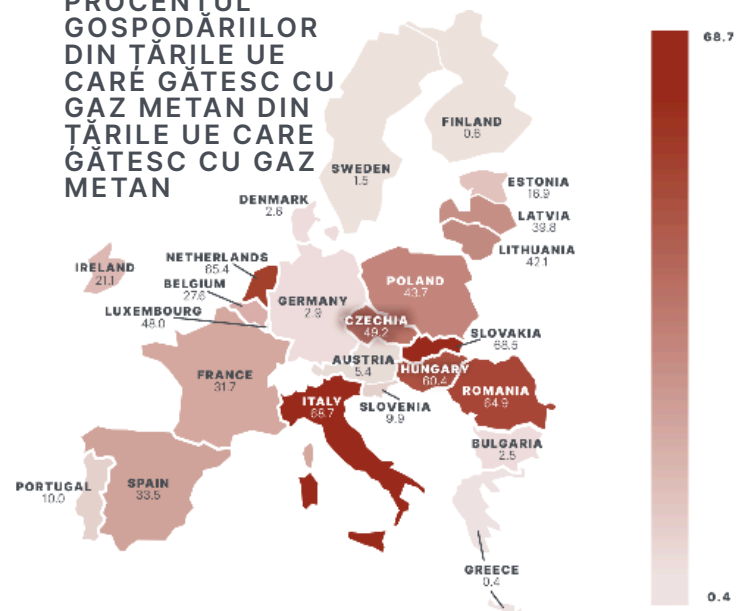 PROCENTUL
GOSPODĂRIILOR
DIN ȚĂRILE UE
CARE GĂTESC CU
GAZ METAN DIN
ȚĂRILE UE CARE
GĂTESC CU GAZ
METAN
68.7
FINLAND
0.6
SWEDEN
1.5
ESTONIA
16.9
DENMARK
2.6
LATVIA
39.8
LITHUANIA
42.1
NETHERLANDS
65.4
IRELAND
21.1
BELGIUM
27.6
POLAND
43.7
GERMANY
2.9
LUXEMBOURG
48.0
CZECHIA
49.2
SLOVAKIA
68.5
AUSTRIA
5.4
HUNGARY
60.4
FRANCE
31.7
ROMANIA
64.9
ITALY
68.7
SLOVENIA
9.9
BULGARIA
2.5
PORTUGAL
10.0
SPAIN
33.5
GREECE
0.4
0.4